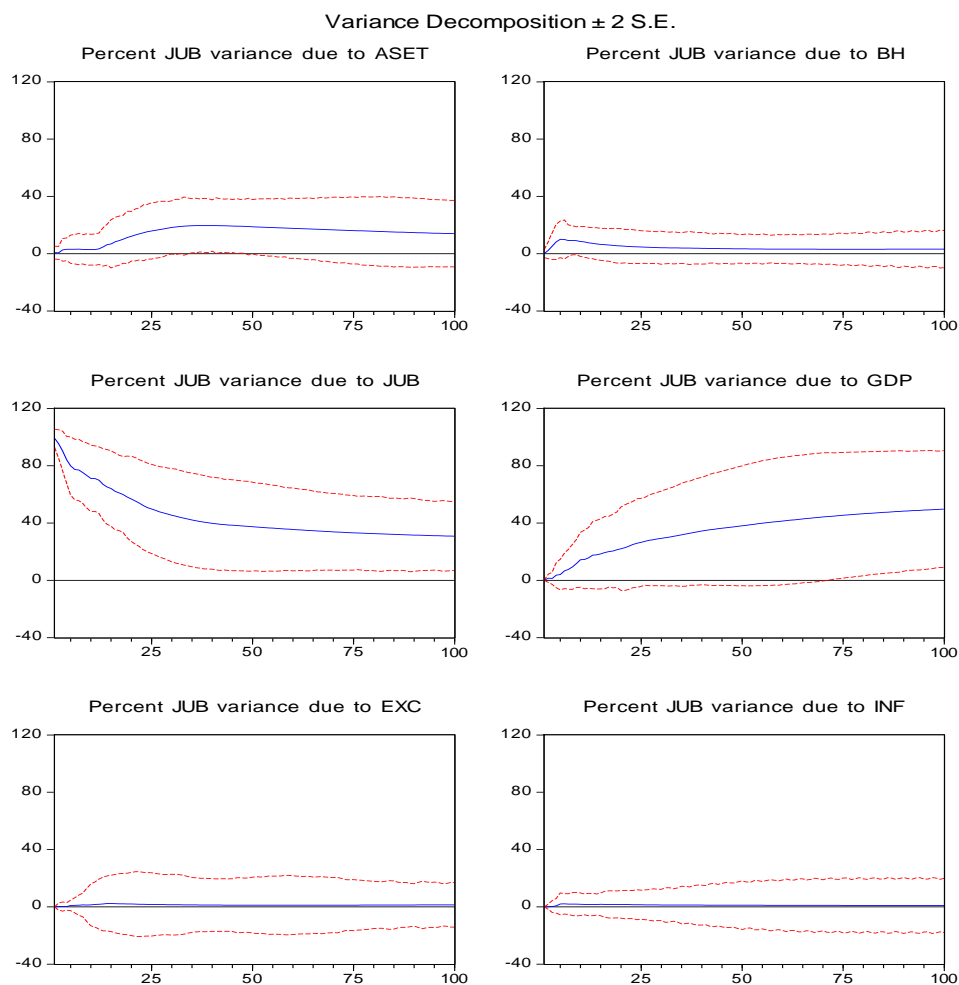 Variance Decomposition ± 2 S.E.
Percent JUB variance due to ASET
120
80
40
0
-40
25 50 75 100
Percent JUB variance due to BH
120
80
40
0
-40
25 50 75 100
Percent JUB variance due to JUB
120
80
40
0
-40
25 50 75 100
Percent JUB variance due to GDP
120
80
40
0
-40
25 50 75 100
Percent JUB variance due to EXC
120
80
40
0
-40
25 50 75 100
Percent JUB variance due to INF
120
80
40
0
-40
25 50 75 100